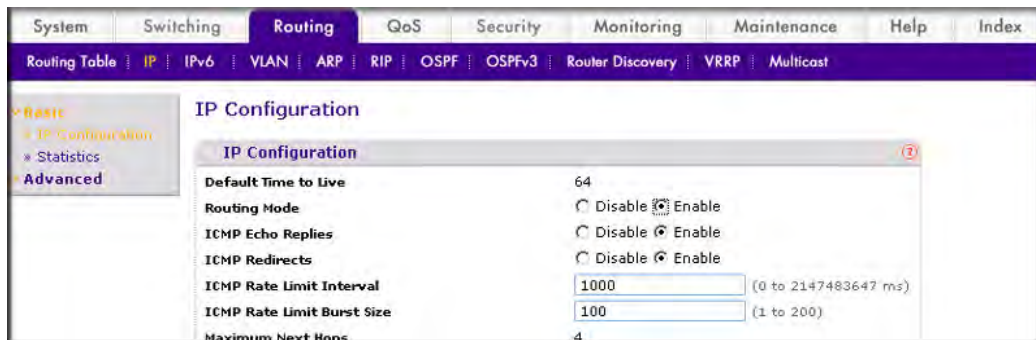 System Switching Routing QoS Security Monitoring Maintenance Help Index
Routing Table IP IPv6 VLAN ARP RIP OSPF OSPFv3 Router Discovery VRRP Multicast
Basic
» IP Configuration
» Statistics
Advanced
IP Configuration
IP Configuration ?
Default Time to Live 64
Routing Mode Disable Enable
ICMP Echo Replies Disable Enable
ICMP Redirects Disable Enable
ICMP Rate Limit Interval 1000 (0 to 2147483647 ms)
ICMP Rate Limit Burst Size 100 (1 to 200)
Maximum Next Hops 4